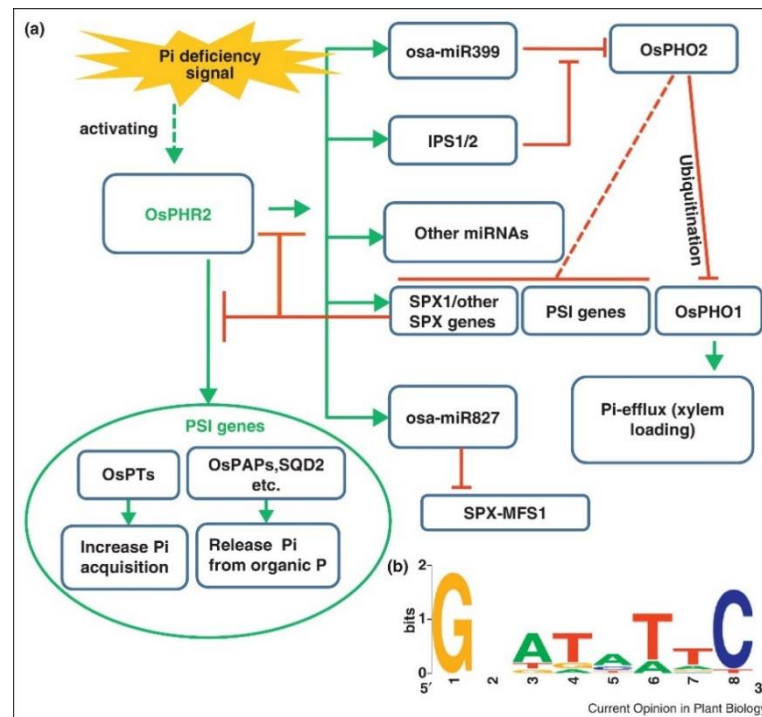 (a)
Pi deficiency
signal
activating
OsPHR2
osa-miR399
OsPHO2
IPS1/2
Ubiquitination
Other miRNAs
SPX1/other
SPX genes
PSI genes
OsPHO1
Pi-efflux (xylem
loading)
osa-miR827
SPX-MFS1
PSI genes
OsPTs
OsPAPs,SQD2
etc.
Increase Pi
acquisition
Release Pi
from organic P
(b)
2
bits
1
0
G A T A T T C
A
5′ 1 2 3 4 5 6 7 8 3
Current Opinion in Plant Biology